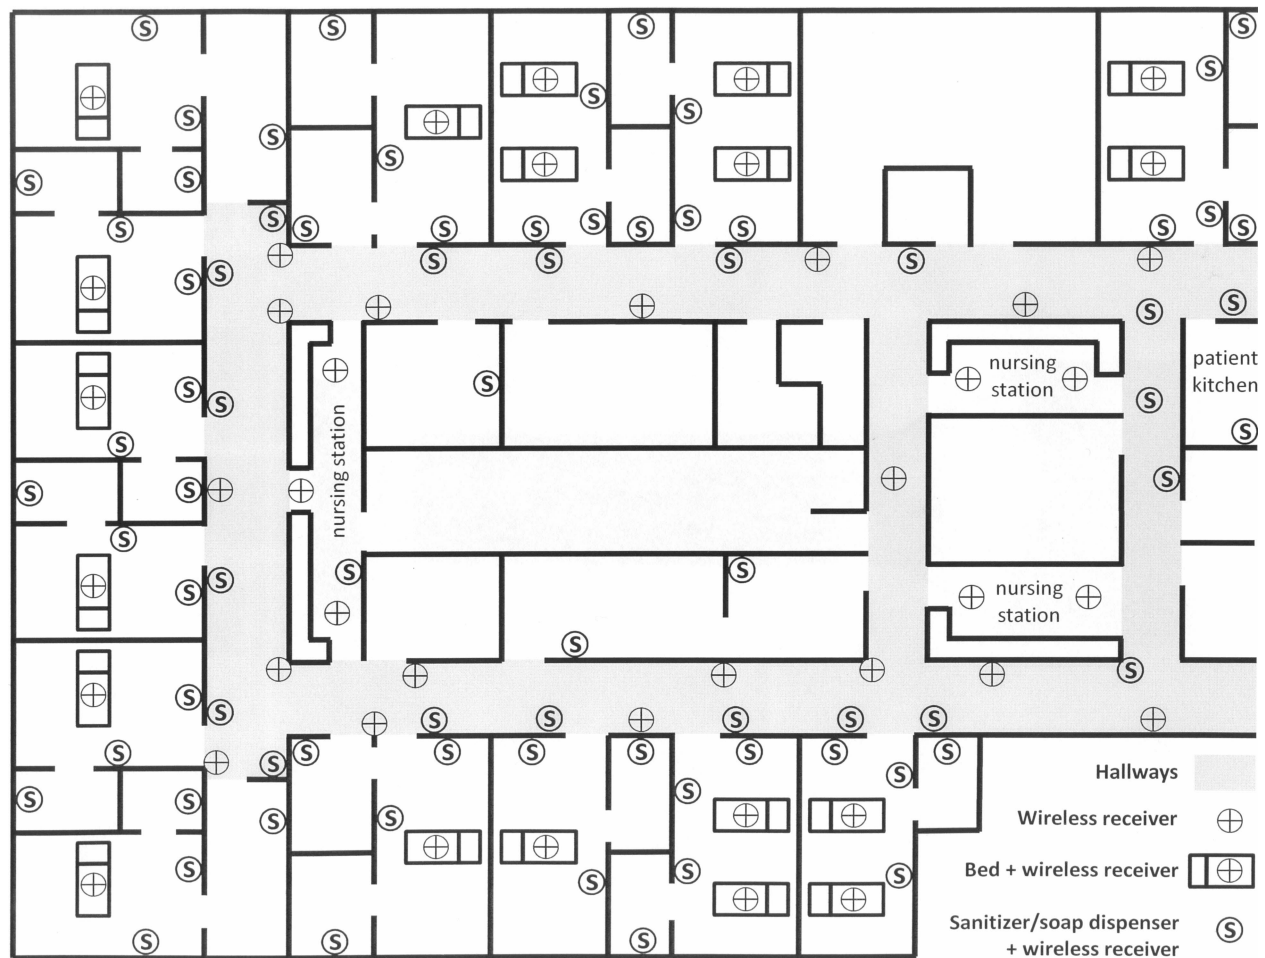 nursing
station
patient
kitchen
nursing station
nursing
station
Hallways
Wireless receiver
Bed + wireless receiver
Sanitizer/soap dispenser
+ wireless receiver
S